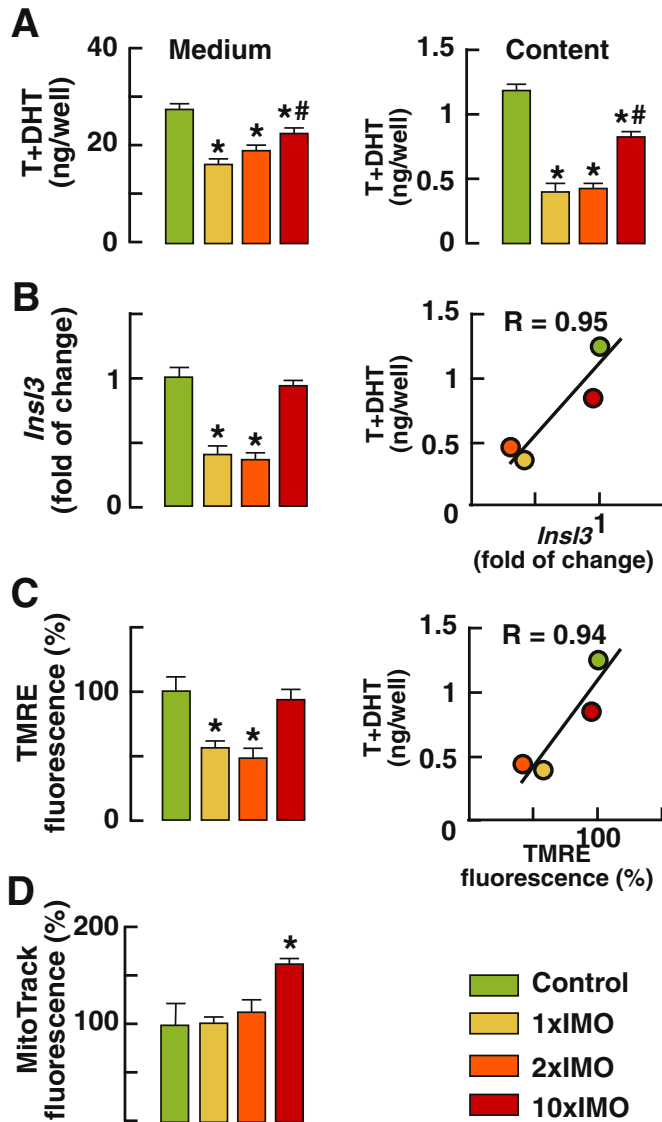 A
Medium
Content
T+DHT
(ng/well)
40
20
0
*
*
*#
T+DHT
(ng/well)
1.5
1
0.5
0
*
*
*#
B
Insl3
(fold of change)
1
0
*
*
R = 0.95
T+DHT
(ng/well)
1.5
1
0.5
0
1
Insl3
(fold of change)
C
TMRE
fluorescence (%)
100
0
*
*
R = 0.94
T+DHT
(ng/well)
1.5
1
0.5
0
100
TMRE
fluorescence (%)
D
MitoTrack
fluorescence (%)
200
100
*
Control
1xIMO
2xIMO
10xIMO